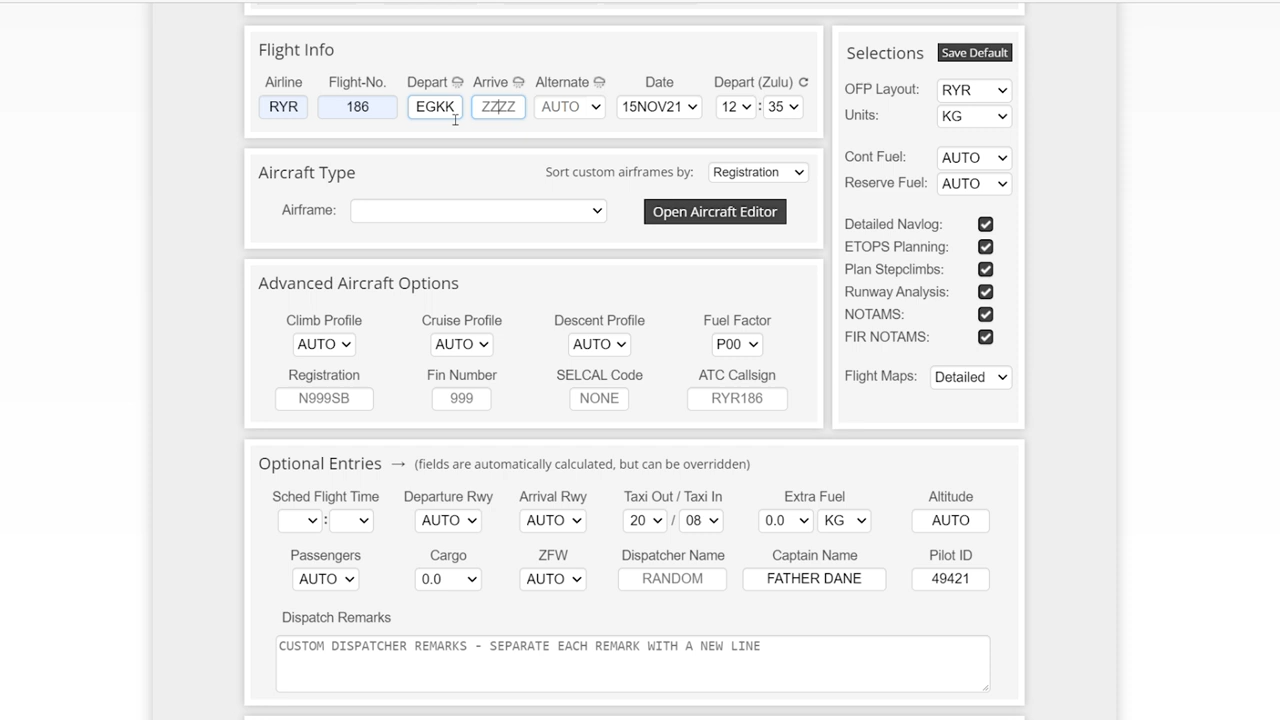 Flight Info
Airline Flight-No. Depart Arrive Alternate Date Depart (Zulu)
RYR 186 EGKK ZZZZ AUTO 15NOV21 12 : 35
Aircraft Type Sort custom airframes by: Registration
Airframe: Open Aircraft Editor
Advanced Aircraft Options
Climb Profile Cruise Profile Descent Profile Fuel Factor
AUTO AUTO AUTO P00
Registration Fin Number SELCAL Code ATC Callsign
N999SB 999 NONE RYR186
Selections Save Default
OFP Layout: RYR
Units: KG
Cont Fuel: AUTO
Reserve Fuel: AUTO
Detailed Navlog:
ETOPS Planning:
Plan Stepclimbs:
Runway Analysis:
NOTAMS:
FIR NOTAMS:
Flight Maps: Detailed
Optional Entries → (fields are automatically calculated, but can be overridden)
Sched Flight Time Departure Rwy Arrival Rwy Taxi Out / Taxi In Extra Fuel Altitude
: AUTO AUTO 20 / 08 0.0 KG AUTO
Passengers Cargo ZFW Dispatcher Name Captain Name Pilot ID
AUTO 0.0 AUTO RANDOM FATHER DANE 49421
Dispatch Remarks
CUSTOM DISPATCHER REMARKS - SEPARATE EACH REMARK WITH A NEW LINE